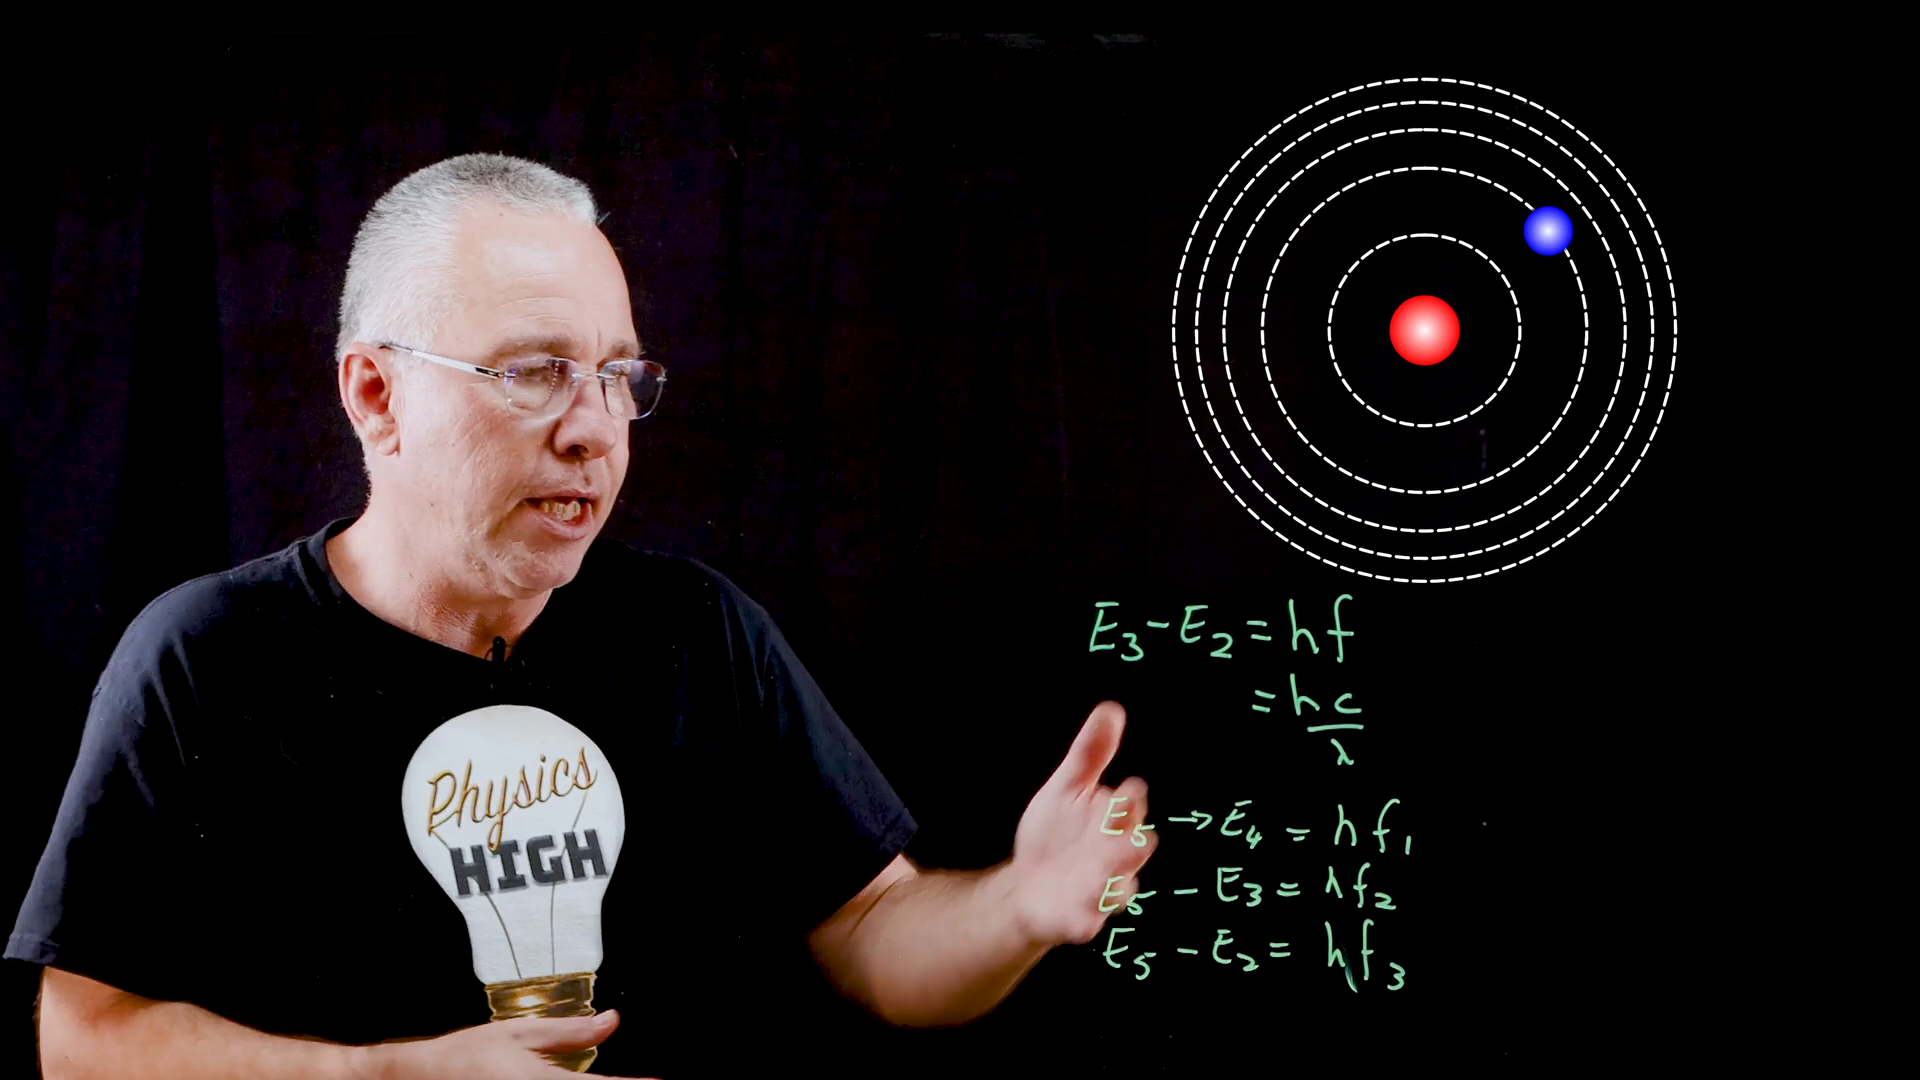 Physics
HIGH
E₃ - E₂ = hf
= hc/λ
E₅ → E₄ = hf₁
E₅ - E₃ = hf₂
E₅ - E₂ = hf₃